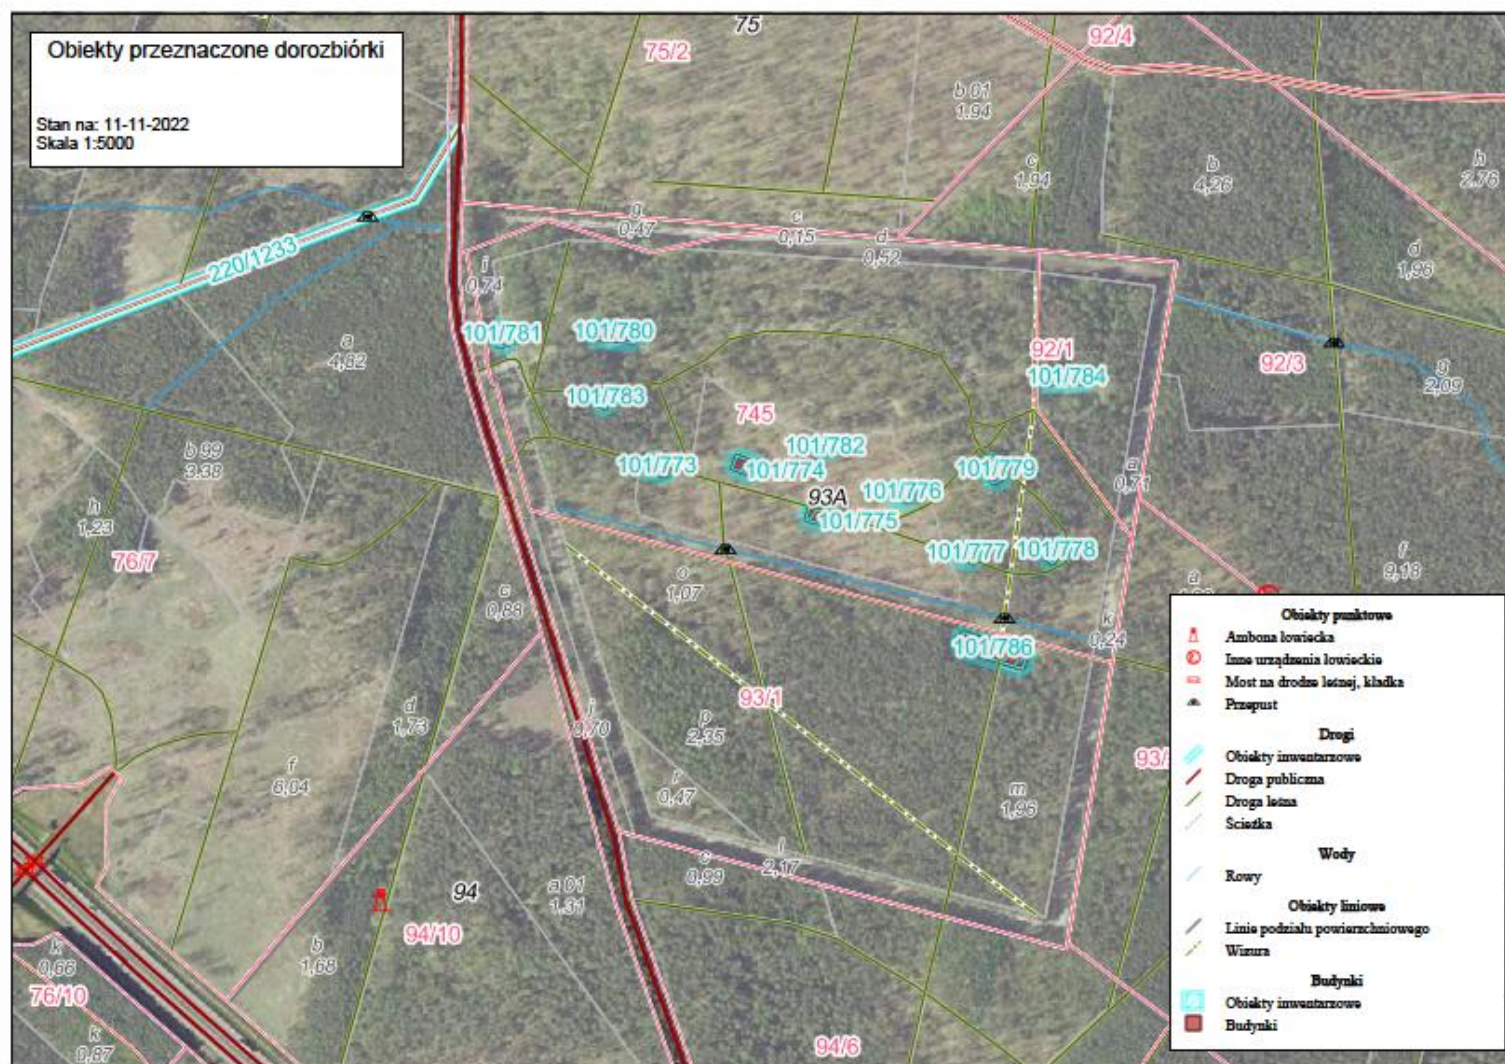 Obiekty przeznaczone dorozbiórki
Stan na: 11-11-2022
Skala 1:5000
75
75/2
92/4
b 01
1.94
c
1,94
b
4,26
h
2.76
g
0,47
c
0,15
d
0,52
d
1,96
220/1233
i
0,74
101/781
101/780
a
4,82
92/1
101/784
92/3
g
2,09
101/783
745
b 99
3.38
101/782
101/773
101/774
101/779
a
0,71
93A
101/776
101/775
h
1,23
76/7
101/777
101/778
f
9,18
o
1,07
c
0,88
a
k
0,24
101/786
93/1
d
1,73
j
0,70
p
2,35
93/
f
6,04
r
0,47
m
1,96
c
0,99
l
2,17
94
a 01
1.31
94/10
b
1,68
k
0,66
76/10
k
0,87
94/6
Obiekty punktowe
Ambona łowiecka
Inne urządzenia łowieckie
Most na drodze leśnej, kładka
Przepust
Drogi
Obiekty inwentarzowe
Droga publiczna
Droga leśna
Ścieżka
Wody
Rowy
Obiekty liniowe
Linie podziału powierzchniowego
Wizura
Budynki
Obiekty inwentarzowe
Budynki